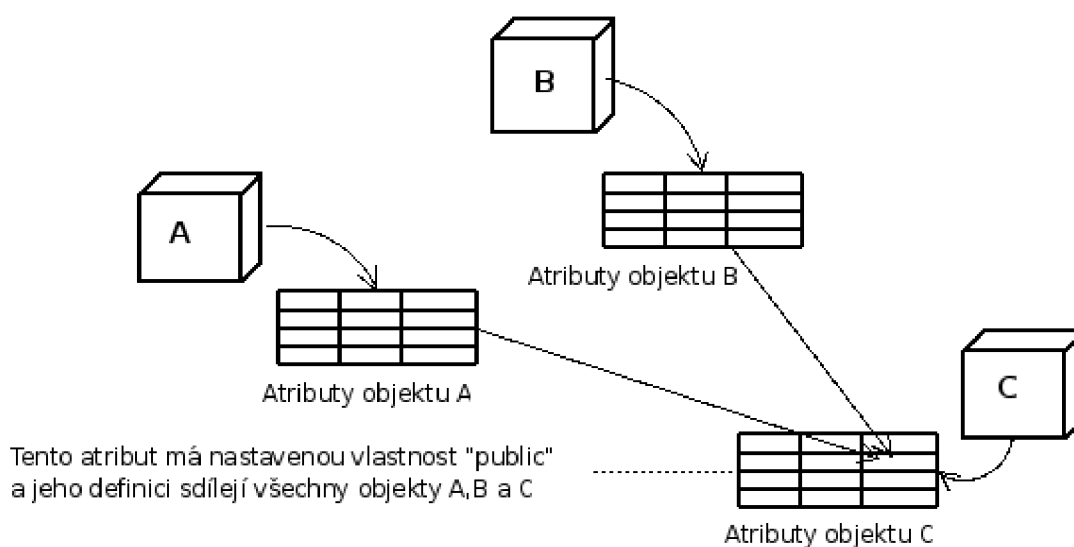 B
A
Atributy objektu B
C
Atributy objektu A
Tento atribut má nastavenou vlastnost "public"
a jeho definici sdílejí všechny objekty A,B a C
Atributy objektu C